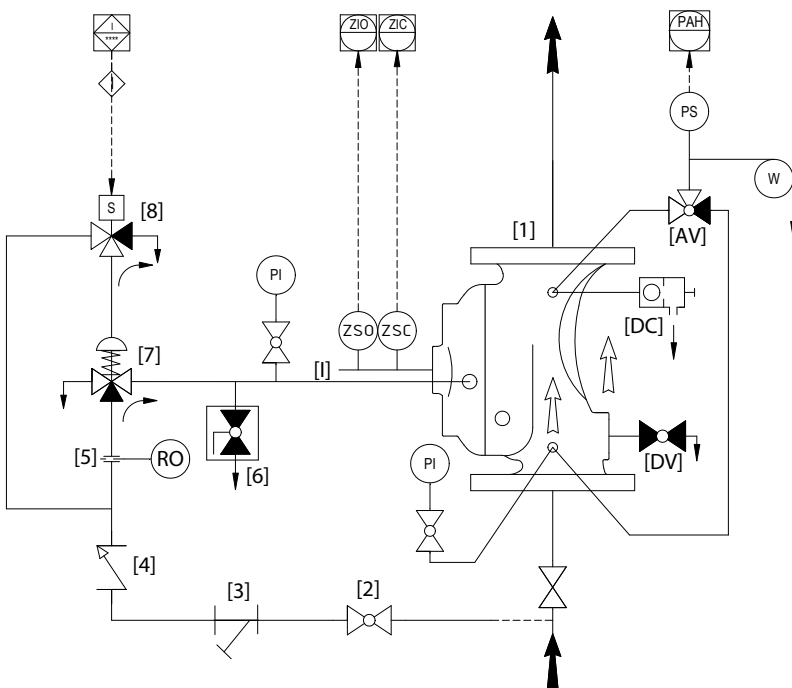 I
****
ZIO
ZIC
PAH
PS
W
S
[8]
[1]
[AV]
PI
ZSO
ZSC
[DC]
[7]
[I]
[5]
RO
[6]
PI
[DV]
[4]
[3]
[2]